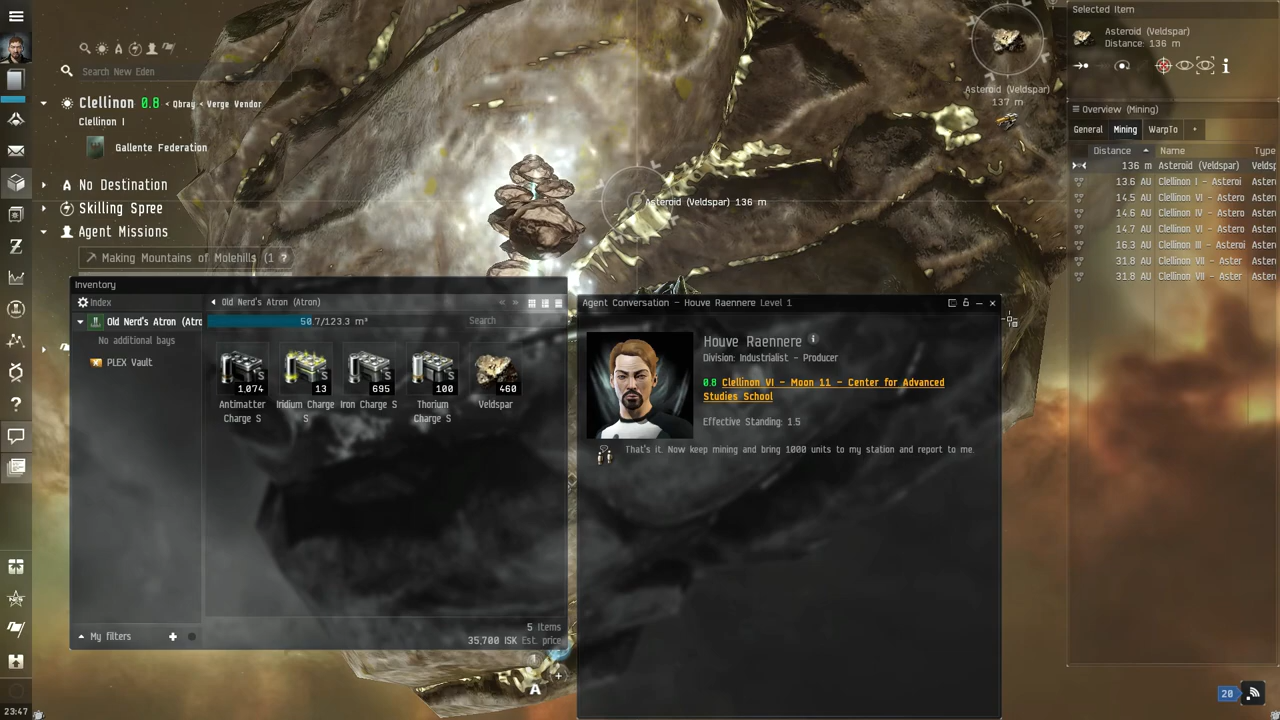 Search New Eden
Clellinon 0.8 < Qbray < Verge Vendor
Clellinon I
Gallente Federation
No Destination
Skilling Spree
Agent Missions
Making Mountains of Molehills (1 ?
Inventory
Index
Old Nerd's Atron (Atro
No additional bays
PLEX Vault
Old Nerd's Atron (Atron)
50.7/123.3 m³
Search
1,074
13
695
100
460
Antimatter Charge S
Iridium Charge S
Iron Charge S
Thorium Charge S
Veldspar
My filters
5 Items
35,700 ISK Est. price
Asteroid (Veldspar) 136 m
Asteroid (Veldspar)
137 m
Agent Conversation - Houve Raennere Level 1
Houve Raennere
Division: Industrialist - Producer
0.8 Clellinon VI - Moon 11 - Center for Advanced
Studies School
Effective Standing: 1.5
That's it. Now keep mining and bring 1000 units to my station and report to me.
Selected Item
Asteroid (Veldspar)
Distance: 136 m
Overview (Mining)
General Mining WarpTo +
Distance Name Type
136 m Asteroid (Veldspar) Veldsp
13.6 AU Clellinon I - Asteroi
14.5 AU Clellinon VI - Astero
14.6 AU Clellinon IV - Astero
14.7 AU Clellinon VI - Astero
16.3 AU Clellinon III - Asteroi
31.8 AU Clellinon VII - Aster
31.8 AU Clellinon VII - Aster
A
20
23:47